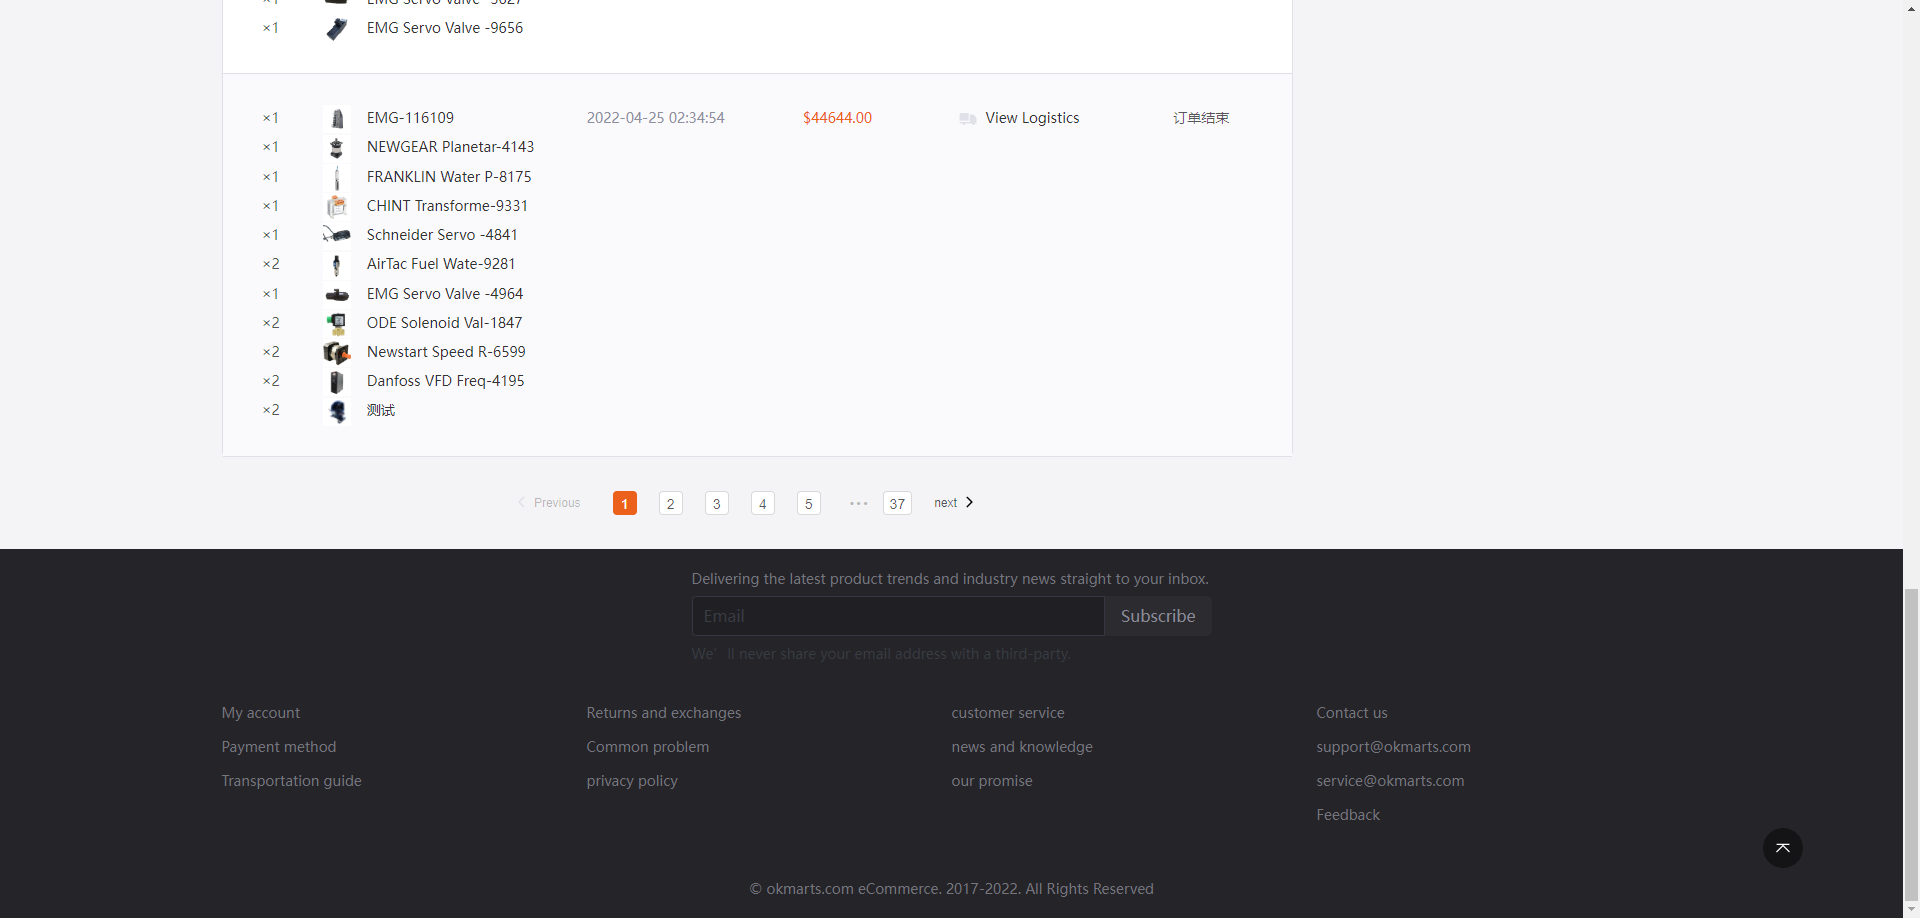 ×1 EMG Servo Valve -5627
×1 EMG Servo Valve -9656
×1 EMG-116109 2022-04-25 02:34:54 $44644.00 View Logistics 订单结束
×1 NEWGEAR Planetar-4143
×1 FRANKLIN Water P-8175
×1 CHINT Transforme-9331
×1 Schneider Servo -4841
×2 AirTac Fuel Wate-9281
×1 EMG Servo Valve -4964
×2 ODE Solenoid Val-1847
×2 Newstart Speed R-6599
×2 Danfoss VFD Freq-4195
×2 测试
Previous 1 2 3 4 5 ··· 37 next
Delivering the latest product trends and industry news straight to your inbox.
Email Subscribe
We’ll never share your email address with a third-party.
My account Returns and exchanges customer service Contact us
Payment method Common problem news and knowledge support@okmarts.com
Transportation guide privacy policy our promise service@okmarts.com
Feedback
© okmarts.com eCommerce. 2017-2022. All Rights Reserved